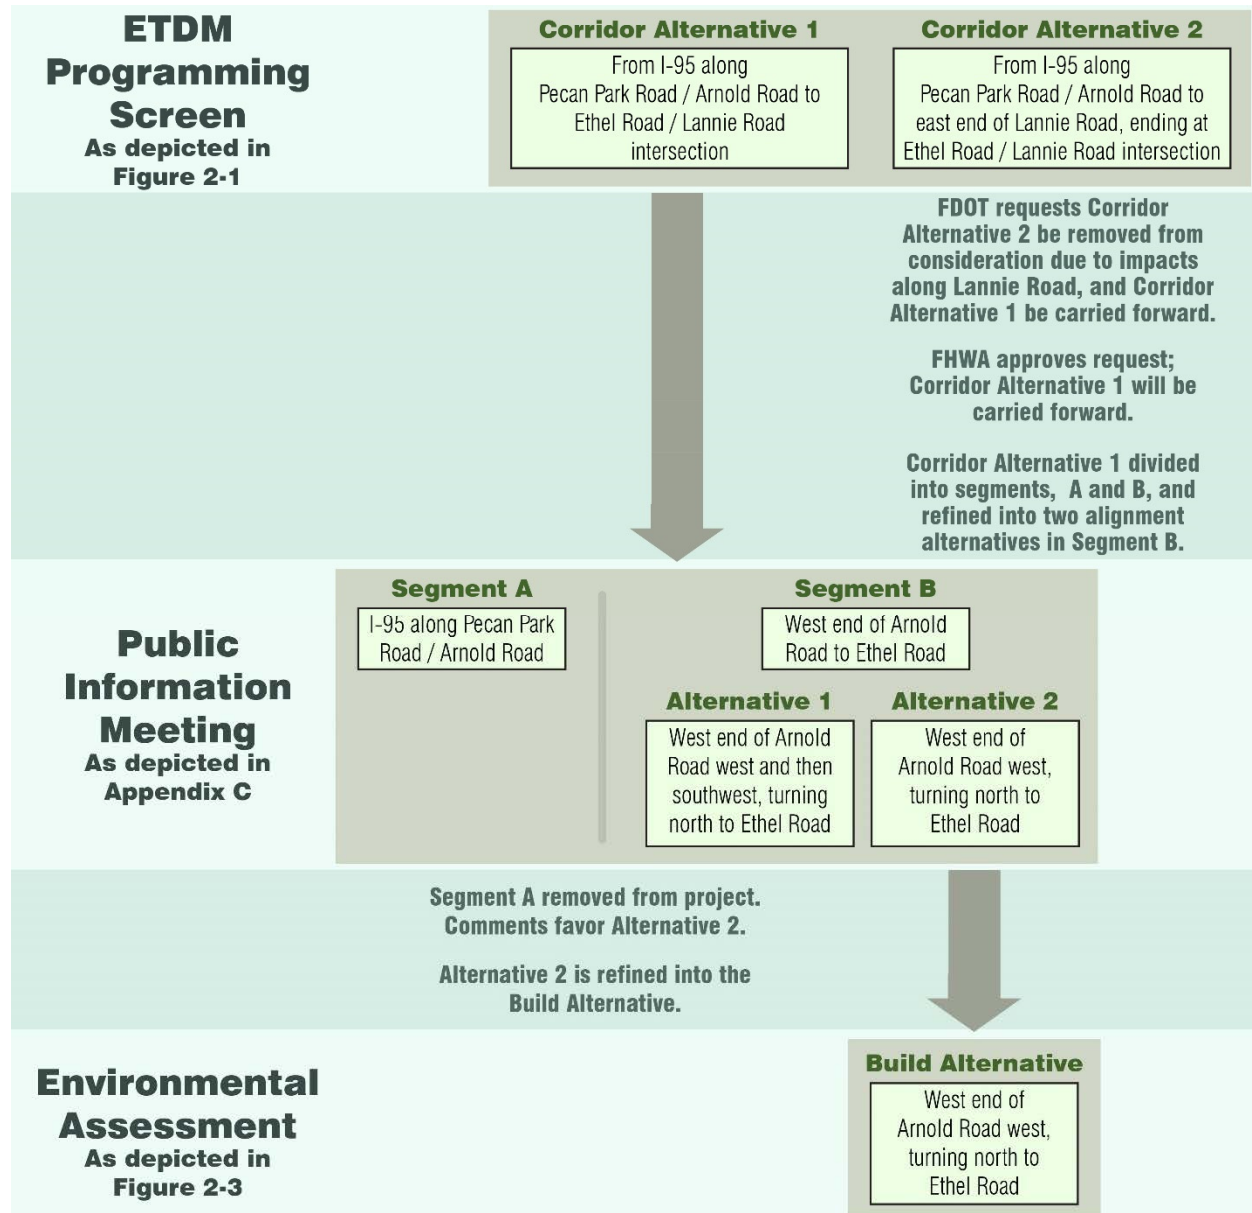 ETDM
Programming
Screen
As depicted in
Figure 2-1
Corridor Alternative 1
From I-95 along
Pecan Park Road / Arnold Road to
Ethel Road / Lannie Road
intersection
Corridor Alternative 2
From I-95 along
Pecan Park Road / Arnold Road to
east end of Lannie Road, ending at
Ethel Road / Lannie Road intersection
FDOT requests Corridor
Alternative 2 be removed from
consideration due to impacts
along Lannie Road, and Corridor
Alternative 1 be carried forward.
FHWA approves request;
Corridor Alternative 1 will be
carried forward.
Corridor Alternative 1 divided
into segments, A and B, and
refined into two alignment
alternatives in Segment B.
Public
Information
Meeting
As depicted in
Appendix C
Segment A
I-95 along Pecan Park
Road / Arnold Road
Segment B
West end of Arnold
Road to Ethel Road
Alternative 1
West end of Arnold
Road west and then
southwest, turning
north to Ethel Road
Alternative 2
West end of
Arnold Road west,
turning north to
Ethel Road
Segment A removed from project.
Comments favor Alternative 2.
Alternative 2 is refined into the
Build Alternative.
Environmental
Assessment
As depicted in
Figure 2-3
Build Alternative
West end of
Arnold Road west,
turning north to
Ethel Road